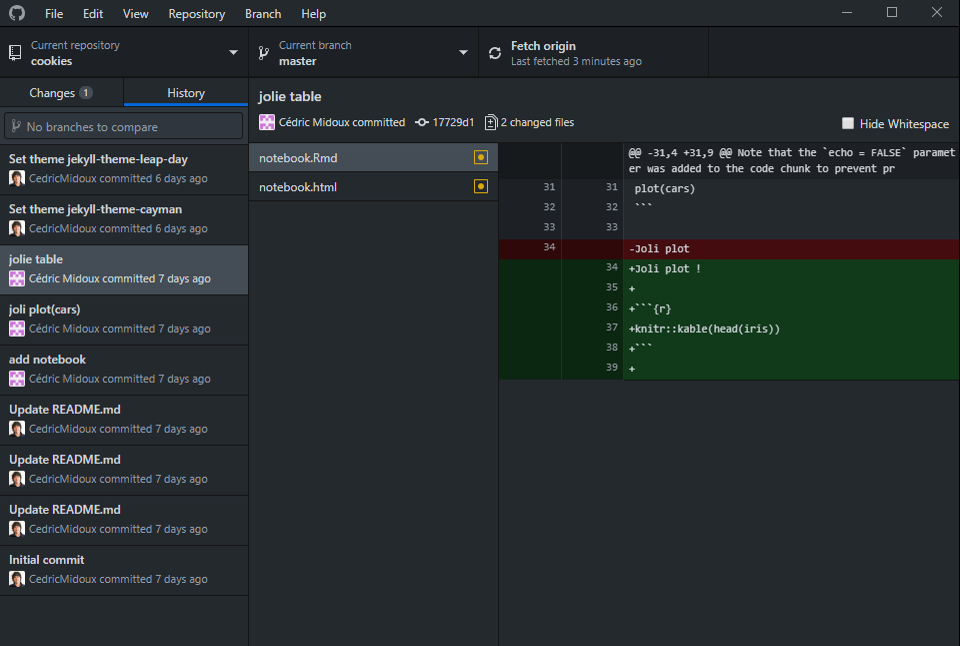 File Edit View Repository Branch Help
Current repository
cookies
Current branch
master
Fetch origin
Last fetched 3 minutes ago
Changes 1
History
No branches to compare
Set theme jekyll-theme-leap-day
CedricMidoux committed 6 days ago
Set theme jekyll-theme-cayman
CedricMidoux committed 6 days ago
jolie table
Cédric Midoux committed 7 days ago
joli plot(cars)
Cédric Midoux committed 7 days ago
add notebook
Cédric Midoux committed 7 days ago
Update README.md
CedricMidoux committed 7 days ago
Update README.md
CedricMidoux committed 7 days ago
Update README.md
CedricMidoux committed 7 days ago
Initial commit
CedricMidoux committed 7 days ago
jolie table
Cédric Midoux committed 17729d1 2 changed files
Hide Whitespace
notebook.Rmd
notebook.html
@@ -31,4 +31,9 @@ Note that the `echo = FALSE` paramet
er was added to the code chunk to prevent pr
31 31 plot(cars)
32 32 ```
33 33
34 -Joli plot
34 +Joli plot !
35 +
36 +```{r}
37 +knitr::kable(head(iris))
38 +```
39 +